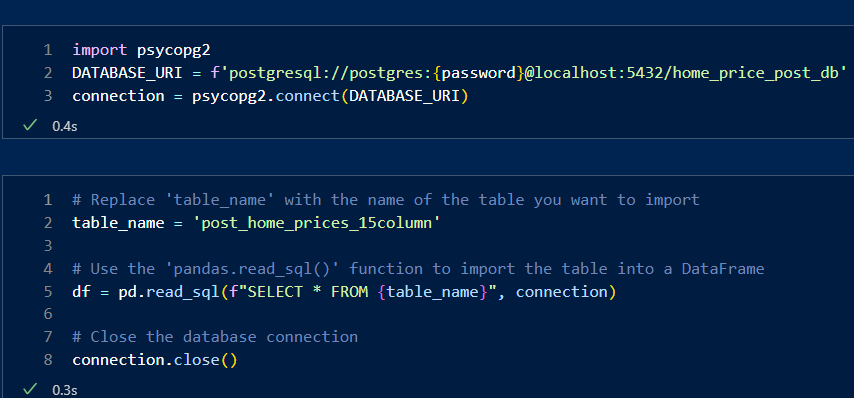 1 import psycopg2
2 DATABASE_URI = f'postgresql://postgres:{password}@localhost:5432/home_price_post_db'
3 connection = psycopg2.connect(DATABASE_URI)
✓ 0.4s
1 # Replace 'table_name' with the name of the table you want to import
2 table_name = 'post_home_prices_15column'
3
4 # Use the 'pandas.read_sql()' function to import the table into a DataFrame
5 df = pd.read_sql(f"SELECT * FROM {table_name}", connection)
6
7 # Close the database connection
8 connection.close()
✓ 0.3s